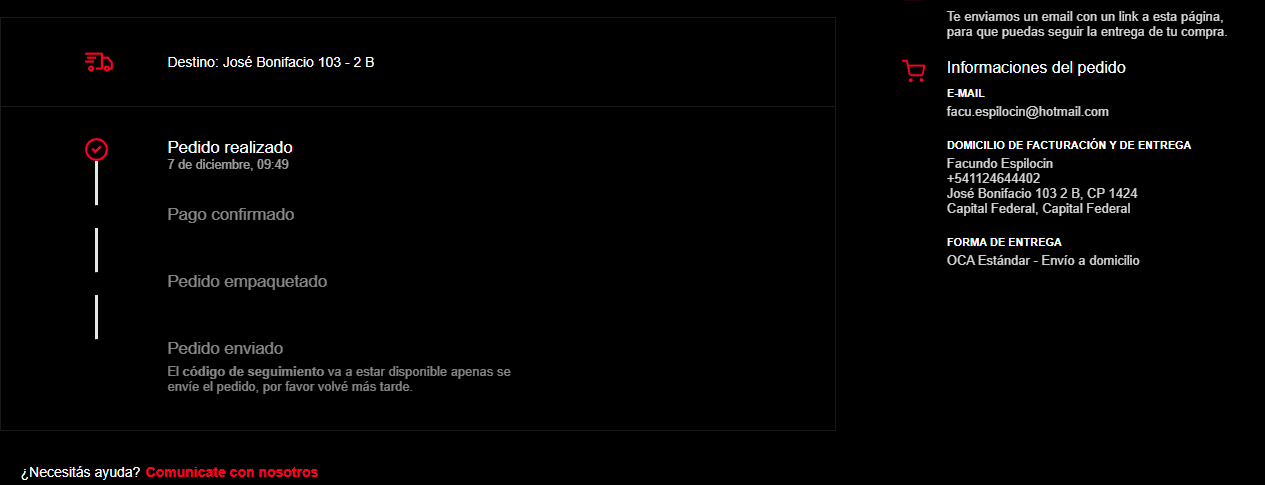 Destino: José Bonifacio 103 - 2 B
Pedido realizado
7 de diciembre, 09:49
Pago confirmado
Pedido empaquetado
Pedido enviado
El código de seguimiento va a estar disponible apenas se
envíe el pedido, por favor volvé más tarde.
¿Necesitás ayuda? Comunicate con nosotros
Te enviamos un email con un link a esta página,
para que puedas seguir la entrega de tu compra.
Informaciones del pedido
E-MAIL
facu.espilocin@hotmail.com
DOMICILIO DE FACTURACIÓN Y DE ENTREGA
Facundo Espilocin
+541124644402
José Bonifacio 103 2 B, CP 1424
Capital Federal, Capital Federal
FORMA DE ENTREGA
OCA Estándar - Envío a domicilio